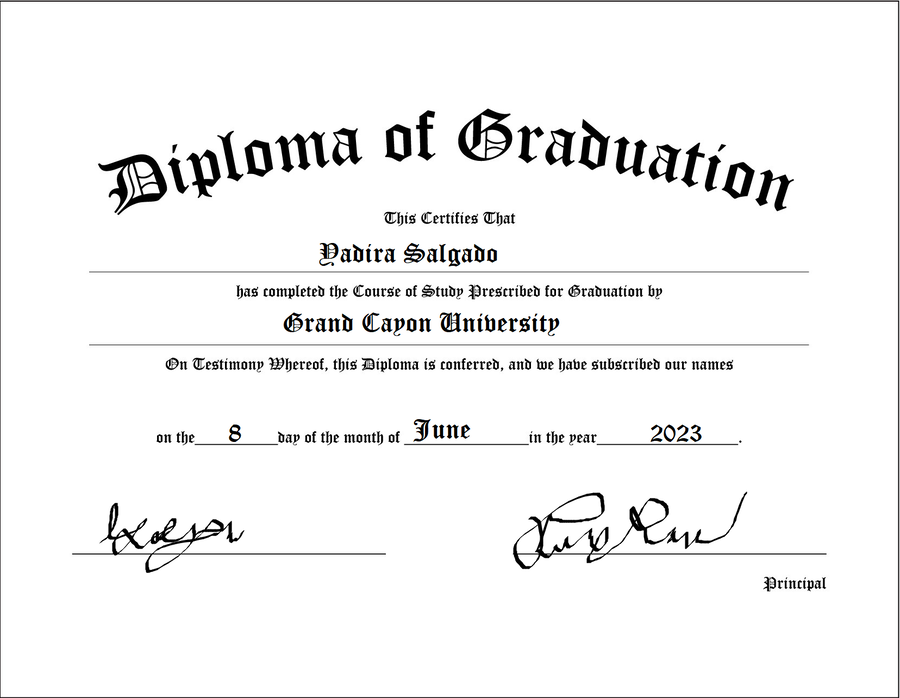 Diploma of Graduation
This Certifies That
Yadira Salgado
has completed the Course of Study Prescribed for Graduation by
Grand Cayon University
On Testimony Whereof, this Diploma is conferred, and we have subscribed our names
on the 8 day of the month of June in the year 2023.
Principal